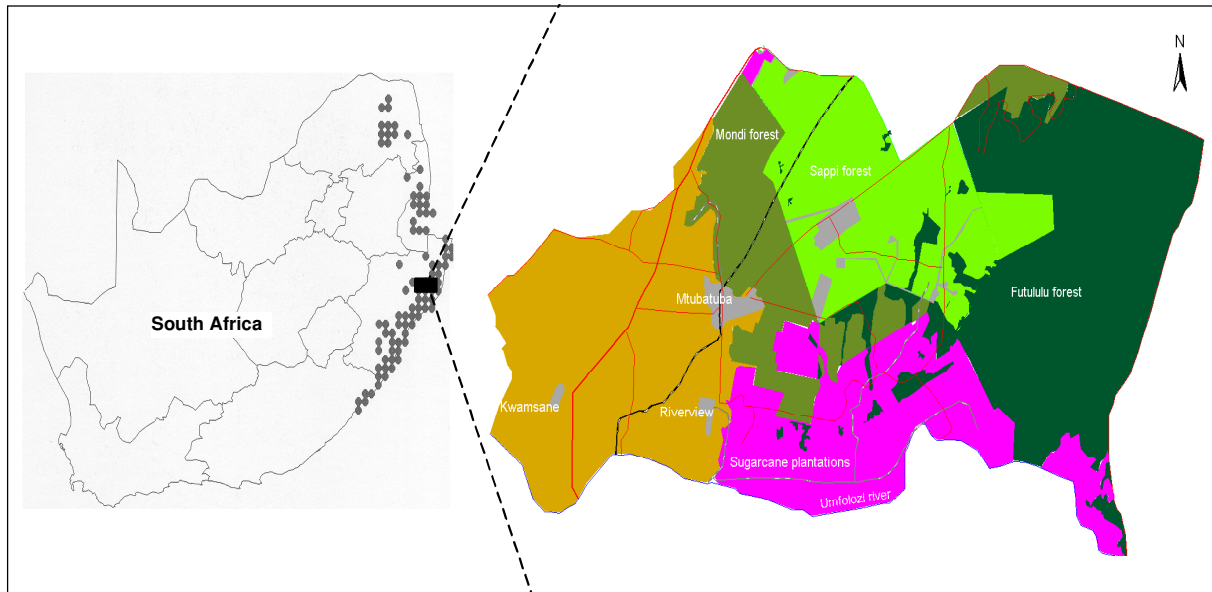 South Africa
N
Mondi forest
Sappi forest
Futululu forest
Mtubatuba
Kwamsane
Riverview
Sugarcane plantations
Umfolozi river